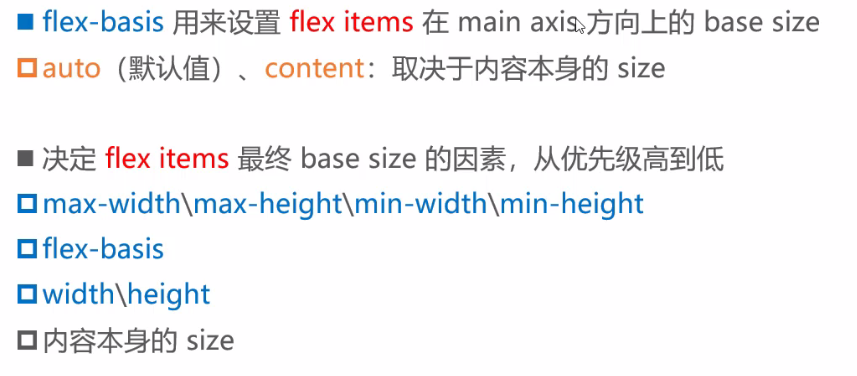 flex-basis 用来设置 flex items 在 main axis 方向上的 base size
auto（默认值）、content：取决于内容本身的 size
决定 flex items 最终 base size 的因素，从优先级高到低
max-width\max-height\min-width\min-height
flex-basis
width\height
内容本身的 size